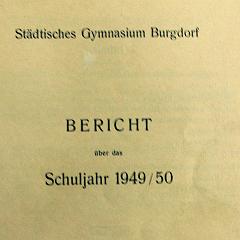 Städtisches Gymnasium Burgdorf
BERICHT
über das
Schuljahr 1949/50